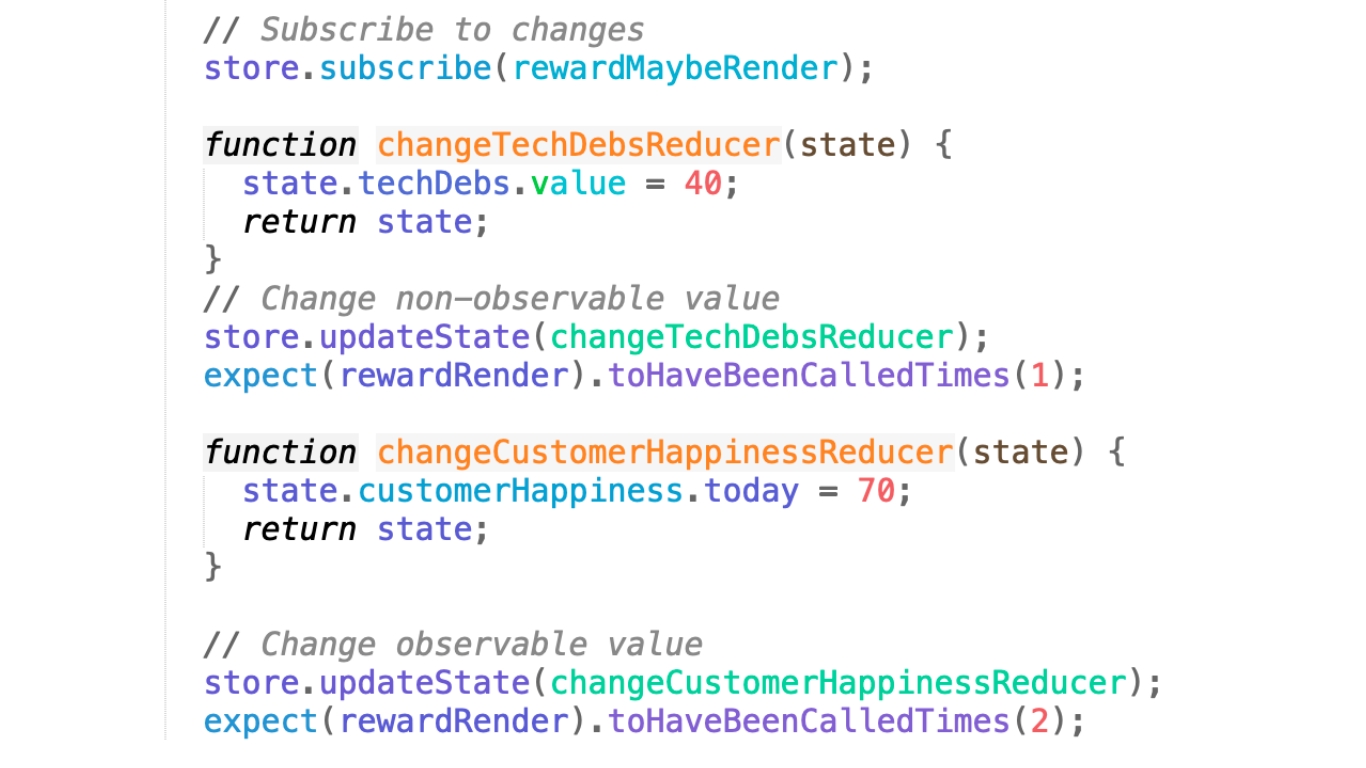 // Subscribe to changes
store.subscribe(rewardMaybeRender);
function changeTechDebsReducer(state) {
state.techDebs.value = 40;
return state;
}
// Change non-observable value
store.updateState(changeTechDebsReducer);
expect(rewardRender).toHaveBeenCalledTimes(1);
function changeCustomerHappinessReducer(state) {
state.customerHappiness.today = 70;
return state;
}
// Change observable value
store.updateState(changeCustomerHappinessReducer);
expect(rewardRender).toHaveBeenCalledTimes(2);